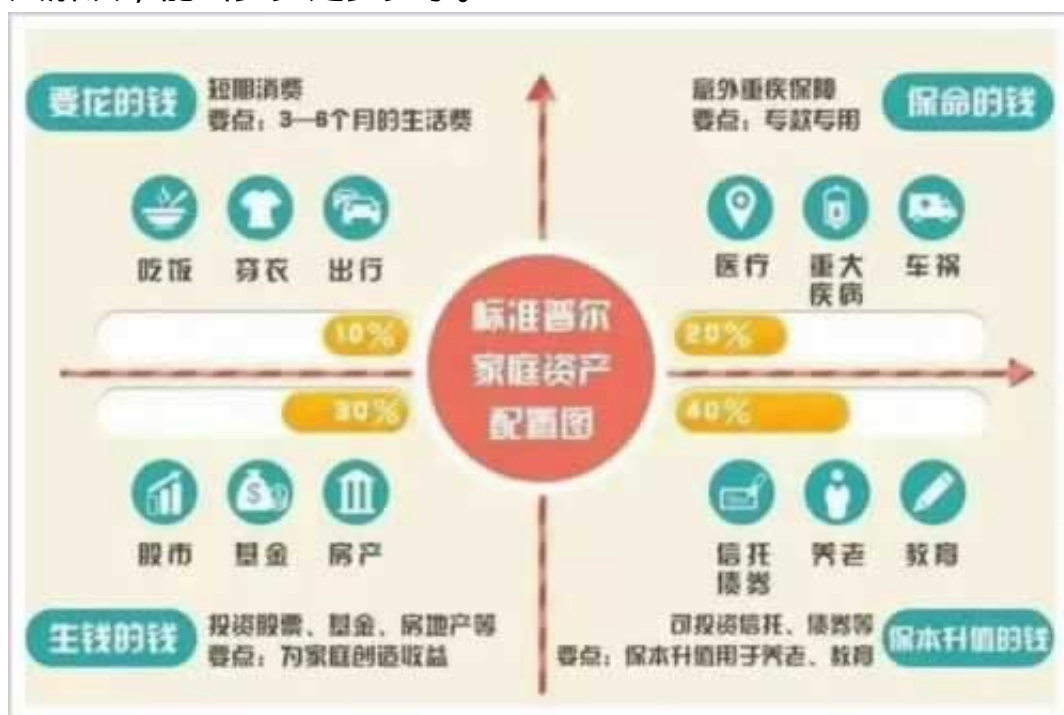 要花的钱
短期消费
要点：3—6个月的生活费
吃饭
穿衣
出行
10%
意外重疾保障
要点：专款专用
保命的钱
医疗
重大
疾病
车祸
20%
标准普尔
家庭资产
配置图
30%
股市
基金
房产
生钱的钱
投资股票、基金、房地产等
要点：为家庭创造收益
40%
信托
债券
养老
教育
可投资信托、债券等
要点：保本升值用于养老、教育
保本升值的钱